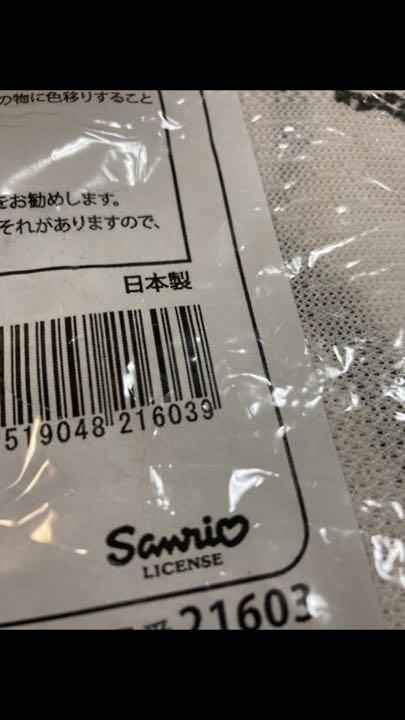 の物に色移りすること
をお勧めします。
それがありますので、
日本製
519048 216039
Sanrio
LICENSE
21603